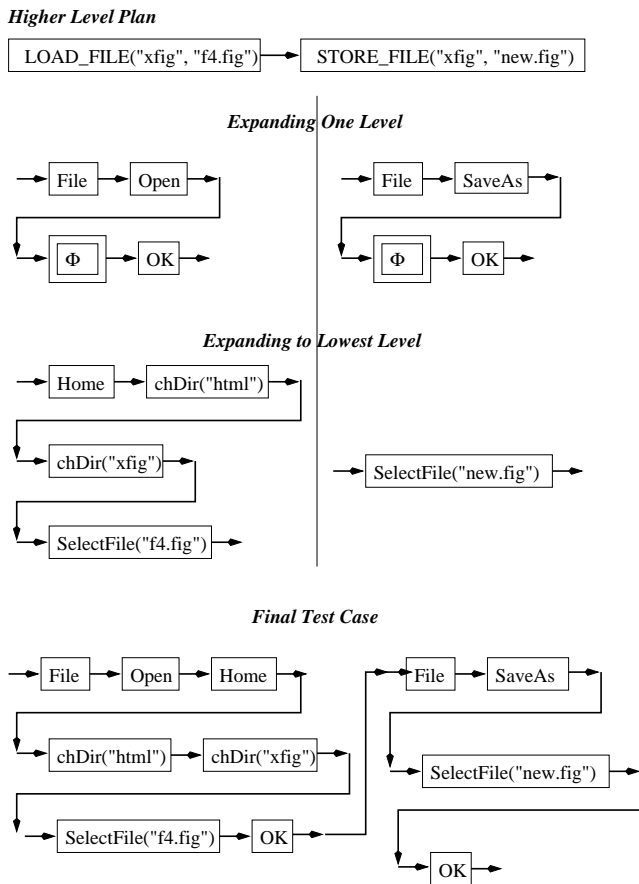 Higher Level Plan
LOAD_FILE("xfig", "f4.fig")
STORE_FILE("xfig", "new.fig")
Expanding One Level
File
Open
Φ
OK
File
SaveAs
Φ
OK
Expanding to Lowest Level
Home
chDir("html")
chDir("xfig")
SelectFile("f4.fig")
SelectFile("new.fig")
Final Test Case
File
Open
Home
chDir("html")
chDir("xfig")
SelectFile("f4.fig")
OK
File
SaveAs
SelectFile("new.fig")
OK